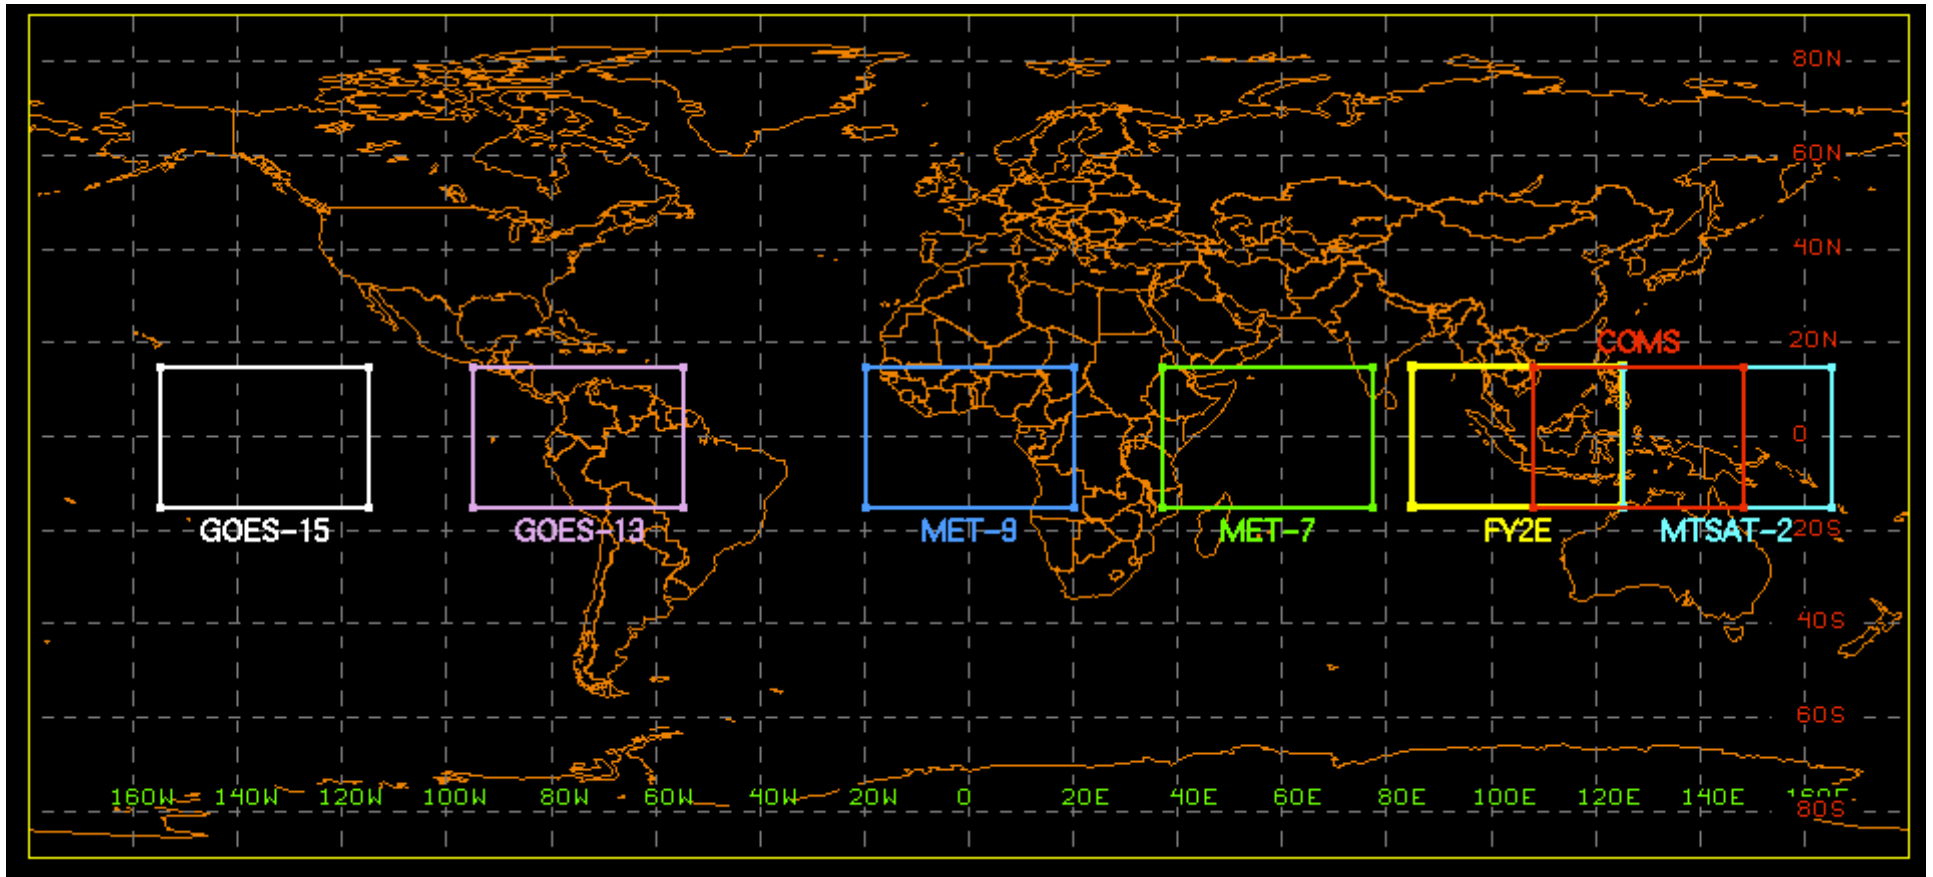 80N
60N
40N
20N
COMS
0
GOES-15 GOES-13 MET-9 MET-7 FY2E MTSAT-2 20S
40S
60S
160W 140W 120W 100W 80W 60W 40W 20W 0 20E 40E 60E 80E 100E 120E 140E 160E
80S